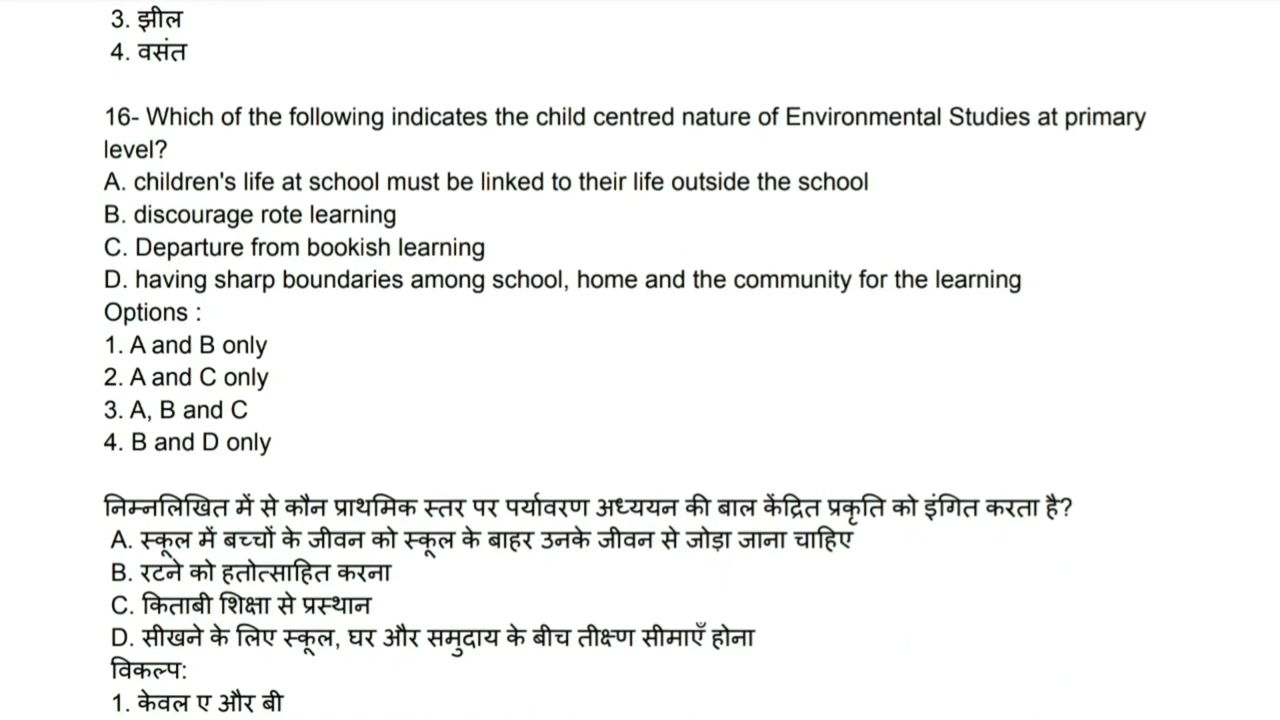 3. झील
4. वसंत
16- Which of the following indicates the child centred nature of Environmental Studies at primary
level?
A. children's life at school must be linked to their life outside the school
B. discourage rote learning
C. Departure from bookish learning
D. having sharp boundaries among school, home and the community for the learning
Options :
1. A and B only
2. A and C only
3. A, B and C
4. B and D only
निम्नलिखित में से कौन प्राथमिक स्तर पर पर्यावरण अध्ययन की बाल केंद्रित प्रकृति को इंगित करता है?
A. स्कूल में बच्चों के जीवन को स्कूल के बाहर उनके जीवन से जोड़ा जाना चाहिए
B. रटने को हतोत्साहित करना
C. किताबी शिक्षा से प्रस्थान
D. सीखने के लिए स्कूल, घर और समुदाय के बीच तीक्ष्ण सीमाएँ होना
विकल्प:
1. केवल ए और बी